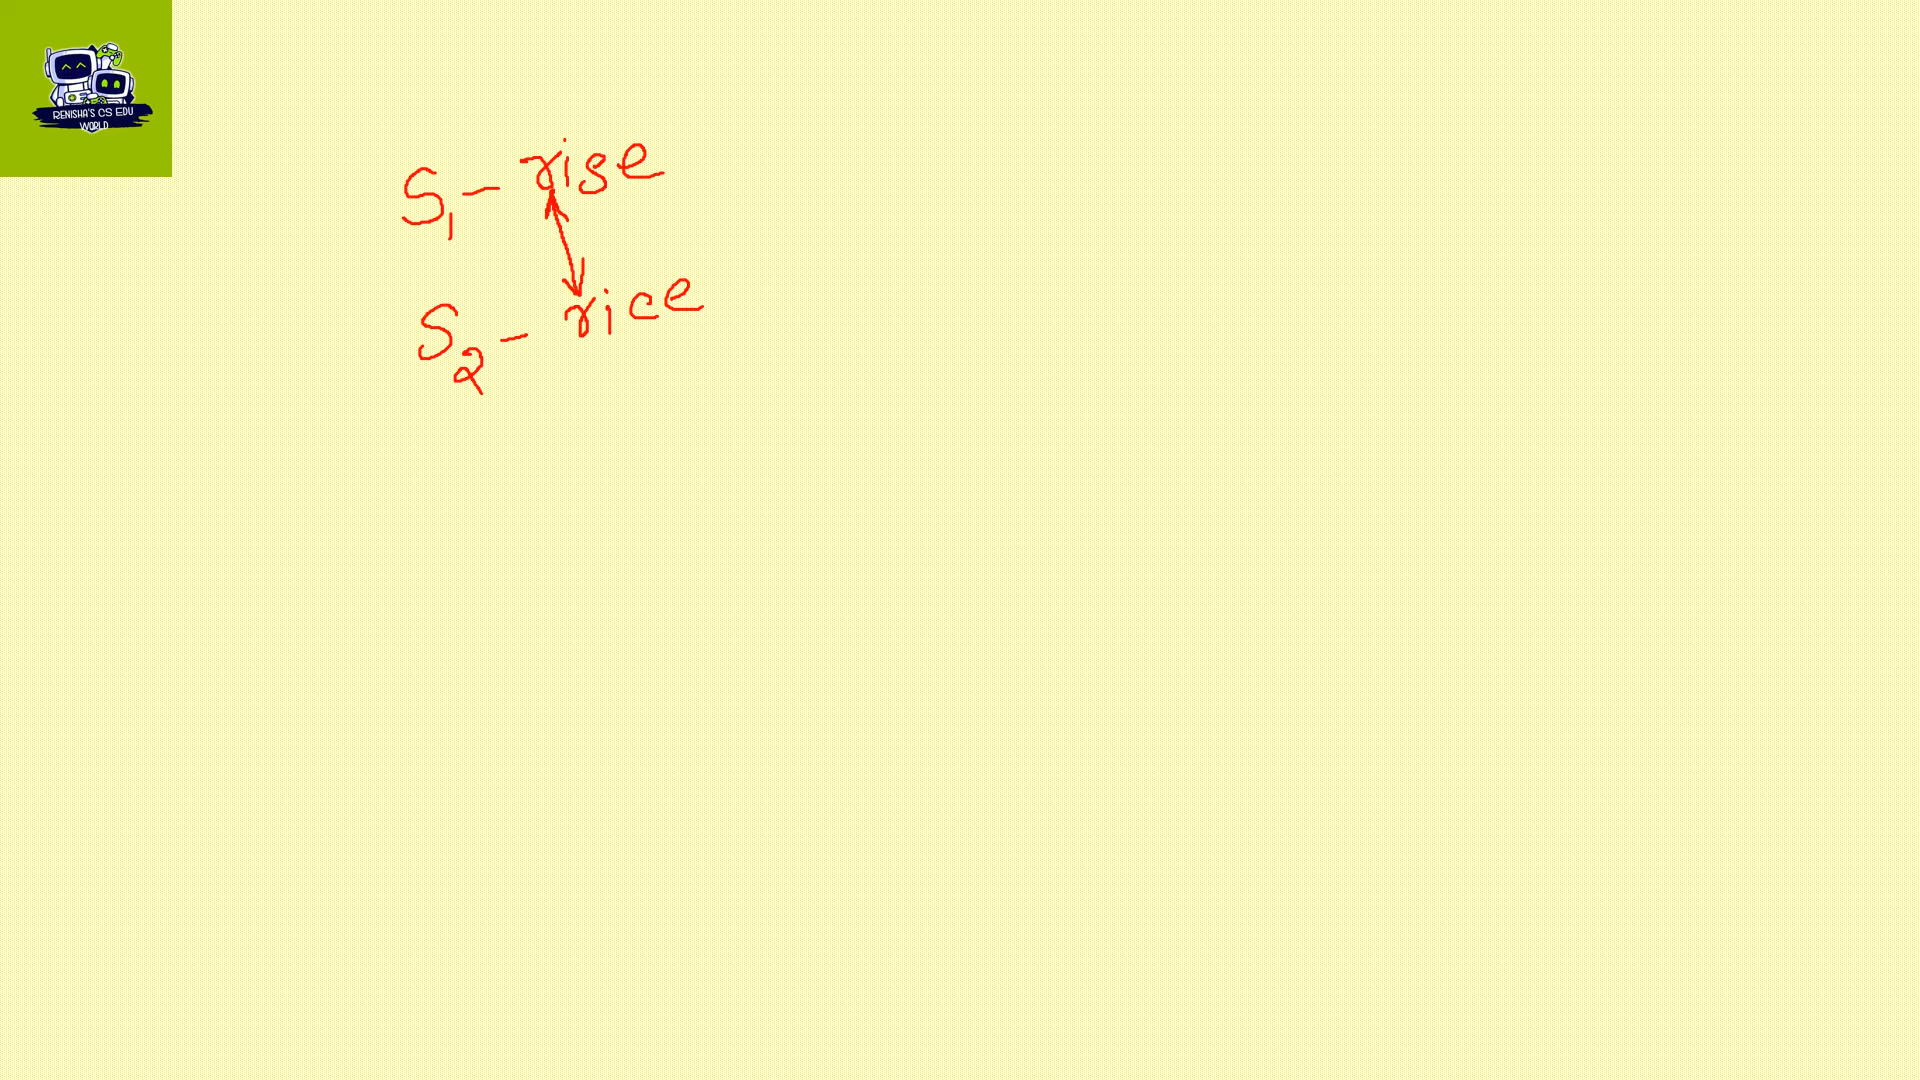 RENISHA'S CS EDU
WORLD
S₁ - rise
S₂ - rice